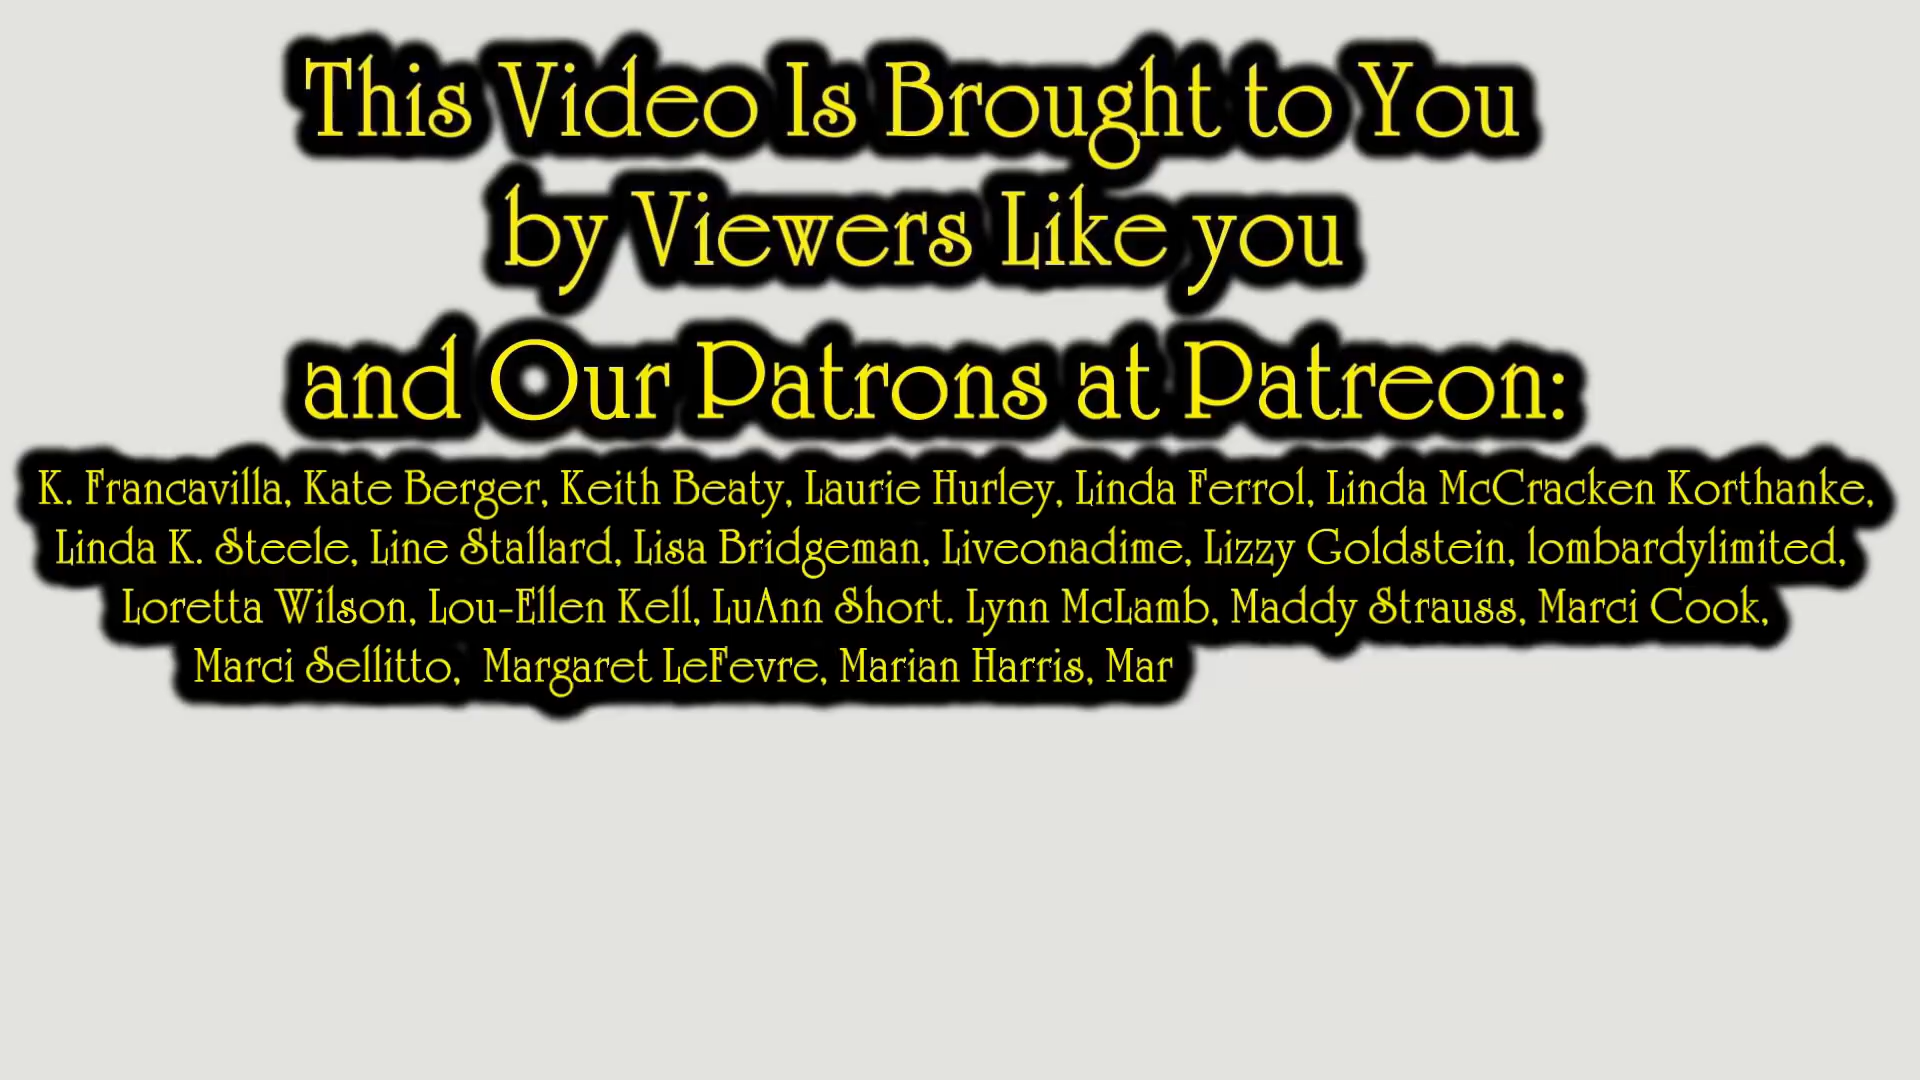 This Video Is Brought to You
by Viewers Like you
and Our Patrons at Patreon:
K. Francavilla, Kate Berger, Keith Beaty, Laurie Hurley, Linda Ferrol, Linda McCracken Korthanke,
Linda K. Steele, Line Stallard, Lisa Bridgeman, Liveonadime, Lizzy Goldstein, lombardylimited,
Loretta Wilson, Lou-Ellen Kell, LuAnn Short. Lynn McLamb, Maddy Strauss, Marci Cook,
Marci Sellitto,  Margaret LeFevre, Marian Harris, Mar